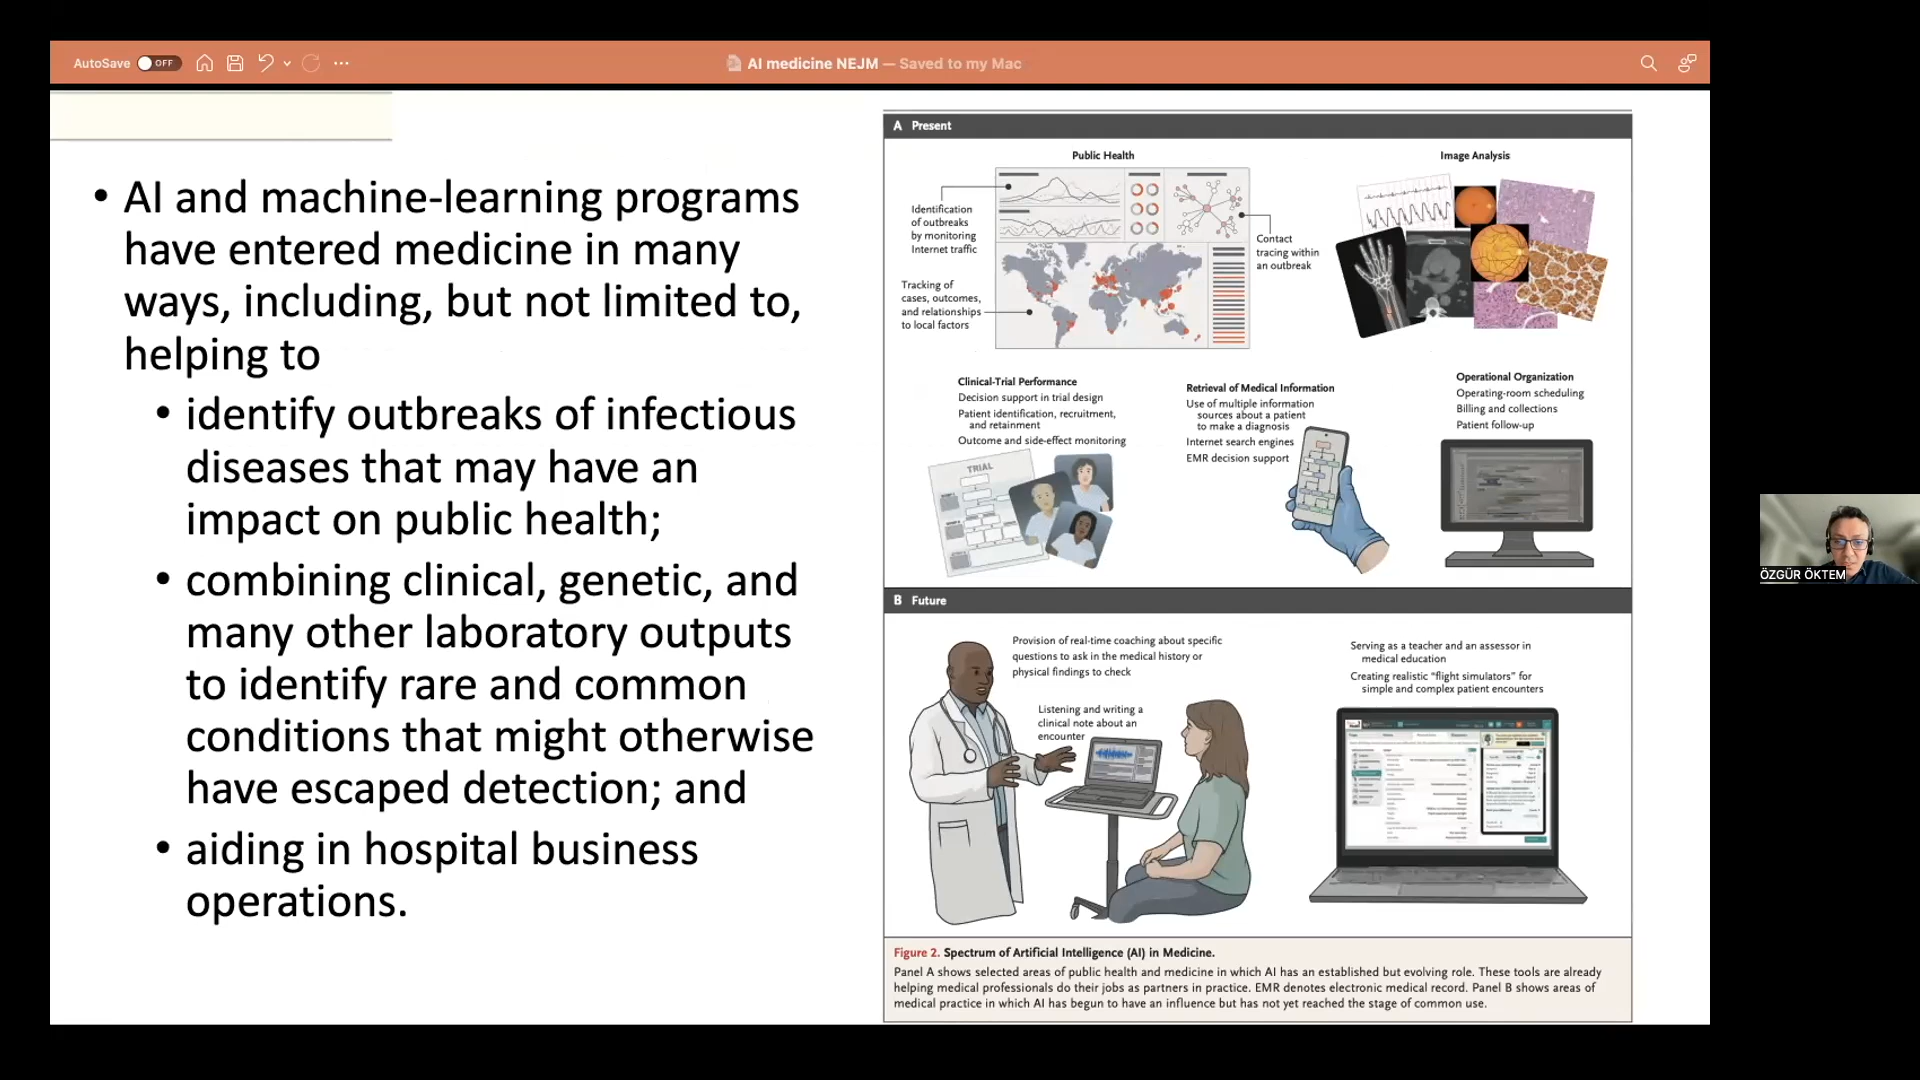 AutoSave OFF
AI medicine NEJM — Saved to my Mac
• AI and machine-learning programs
have entered medicine in many
ways, including, but not limited to,
helping to
• identify outbreaks of infectious
diseases that may have an
impact on public health;
• combining clinical, genetic, and
many other laboratory outputs
to identify rare and common
conditions that might otherwise
have escaped detection; and
• aiding in hospital business
operations.
A Present
Public Health
Identification
of outbreaks
by monitoring
Internet traffic
Tracking of
cases, outcomes,
and relationships
to local factors
Contact
tracing within
an outbreak
Image Analysis
Clinical-Trial Performance
Decision support in trial design
Patient identification, recruitment,
and retainment
Outcome and side-effect monitoring
TRIAL
Retrieval of Medical Information
Use of multiple information
sources about a patient
to make a diagnosis
Internet search engines
EMR decision support
Operational Organization
Operating-room scheduling
Billing and collections
Patient follow-up
B Future
Provision of real-time coaching about specific
questions to ask in the medical history or
physical findings to check
Listening and writing a
clinical note about an
encounter
Serving as a teacher and an assessor in
medical education
Creating realistic “flight simulators” for
simple and complex patient encounters
Figure 2. Spectrum of Artificial Intelligence (AI) in Medicine.
Panel A shows selected areas of public health and medicine in which AI has an established but evolving role. These tools are already
helping medical professionals do their jobs as partners in practice. EMR denotes electronic medical record. Panel B shows areas of
medical practice in which AI has begun to have an influence but has not yet reached the stage of common use.
ÖZGÜR ÖKTEM